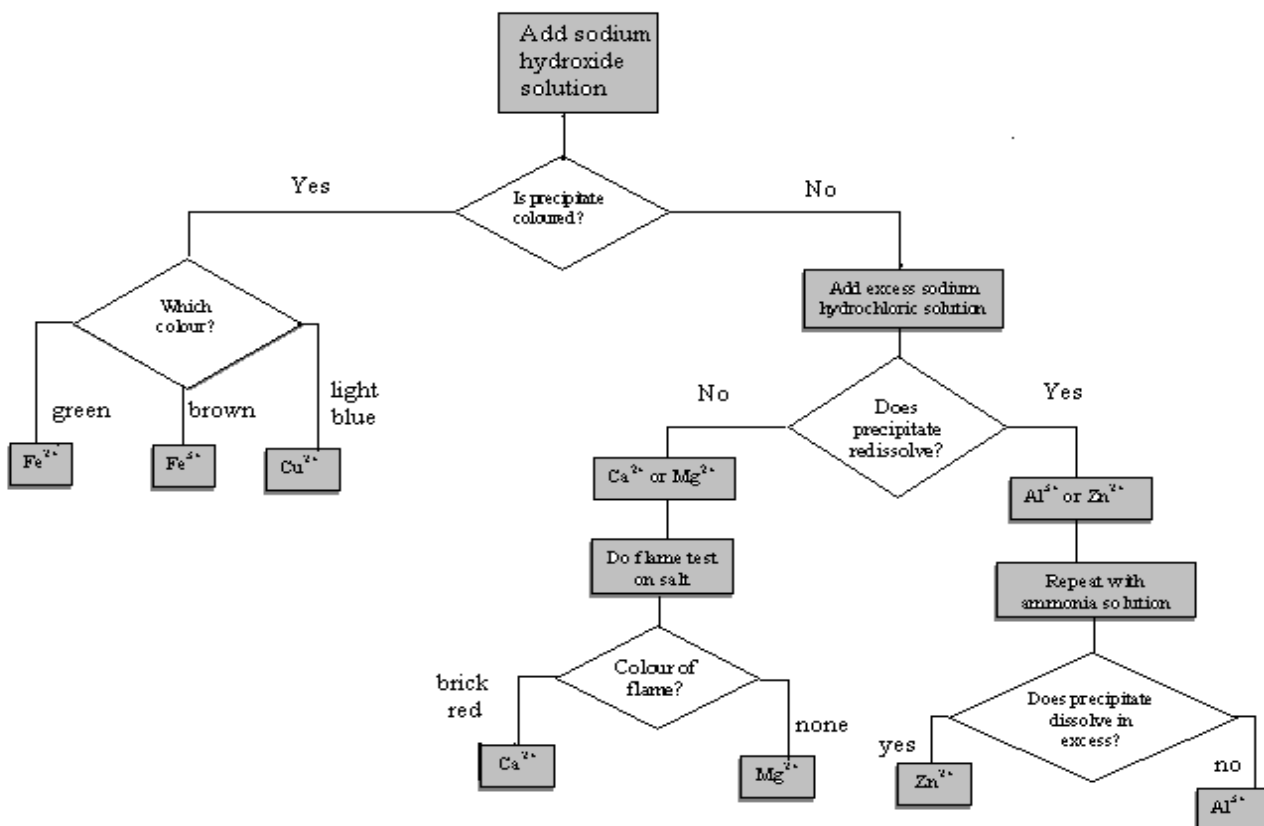 Add sodium
hydroxide
solution
Yes
Is precipitate
coloured?
No
Which
colour?
Add excess sodium
hydrochloric solution
green
brown
light
blue
No
Does
precipitate
redissolve?
Yes
Fe²⁺
Fe³⁺
Cu²⁺
Ca²⁺ or Mg²⁺
Al³⁺ or Zn²⁺
Do flame test
on salt
Repeat with
ammonia solution
brick
red
Colour of
flame?
none
Does precipitate
dissolve in
excess?
yes
no
Ca²⁺
Mg²⁺
Zn²⁺
Al³⁺